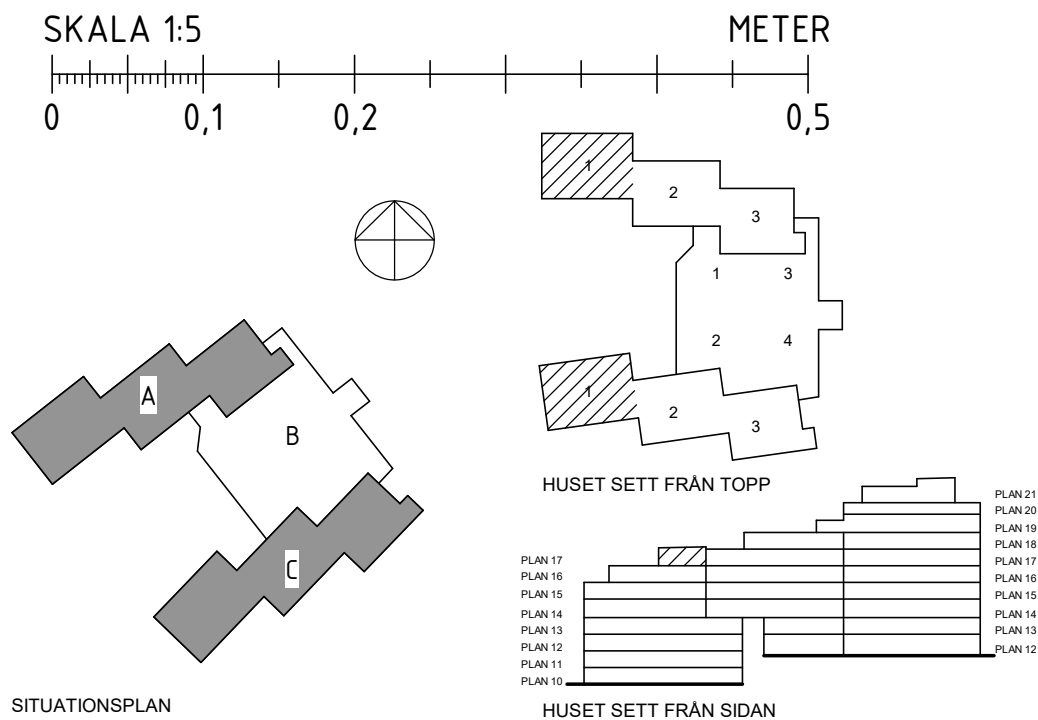 SKALA 1:5 METER
0 0,1 0,2 0,5
1
2
3
1 3
2 4
1
2
3
HUSET SETT FRÅN TOPP
A
B
C
SITUATIONSPLAN
PLAN 17
PLAN 16
PLAN 15
PLAN 14
PLAN 13
PLAN 12
PLAN 11
PLAN 10
PLAN 21
PLAN 20
PLAN 19
PLAN 18
PLAN 17
PLAN 16
PLAN 15
PLAN 14
PLAN 13
PLAN 12
HUSET SETT FRÅN SIDAN